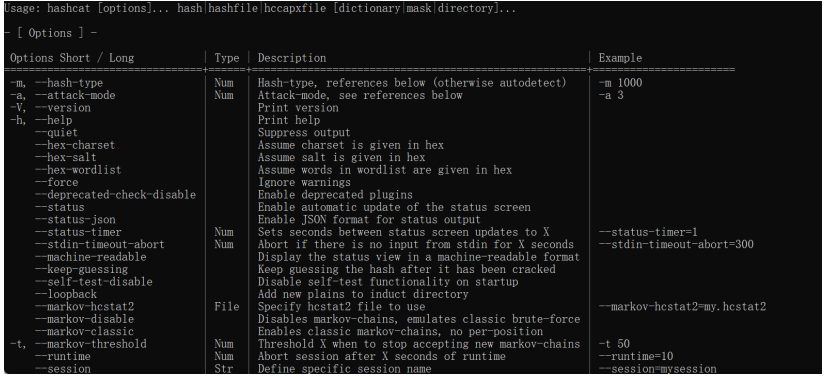 Usage: hashcat [options]... hash|hashfile|hccapxfile [dictionary|mask|directory]...
- [ Options ] -
Options Short / Long | Type | Description | Example
================================+======+======================================================+=======================
-m, --hash-type | Num | Hash-type, references below (otherwise autodetect) | -m 1000
-a, --attack-mode | Num | Attack-mode, see references below | -a 3
-V, --version | | Print version |
-h, --help | | Print help |
--quiet | | Suppress output |
--hex-charset | | Assume charset is given in hex |
--hex-salt | | Assume salt is given in hex |
--hex-wordlist | | Assume words in wordlist are given in hex |
--force | | Ignore warnings |
--deprecated-check-disable | | Enable deprecated plugins |
--status | | Enable automatic update of the status screen |
--status-json | | Enable JSON format for status output |
--status-timer | Num | Sets seconds between status screen updates to X | --status-timer=1
--stdin-timeout-abort | Num | Abort if there is no input from stdin for X seconds | --stdin-timeout-abort=300
--machine-readable | | Display the status view in a machine-readable format |
--keep-guessing | | Keep guessing the hash after it has been cracked |
--self-test-disable | | Disable self-test functionality on startup |
--loopback | | Add new plains to induct directory |
--markov-hcstat2 | File | Specify hcstat2 file to use | --markov-hcstat2=my.hcstat2
--markov-disable | | Disables markov-chains, emulates classic brute-force |
--markov-classic | | Enables classic markov-chains, no per-position |
-t, --markov-threshold | Num | Threshold X when to stop accepting new markov-chains | -t 50
--runtime | Num | Abort session after X seconds of runtime | --runtime=10
--session | Str | Define specific session name | --session=mysession